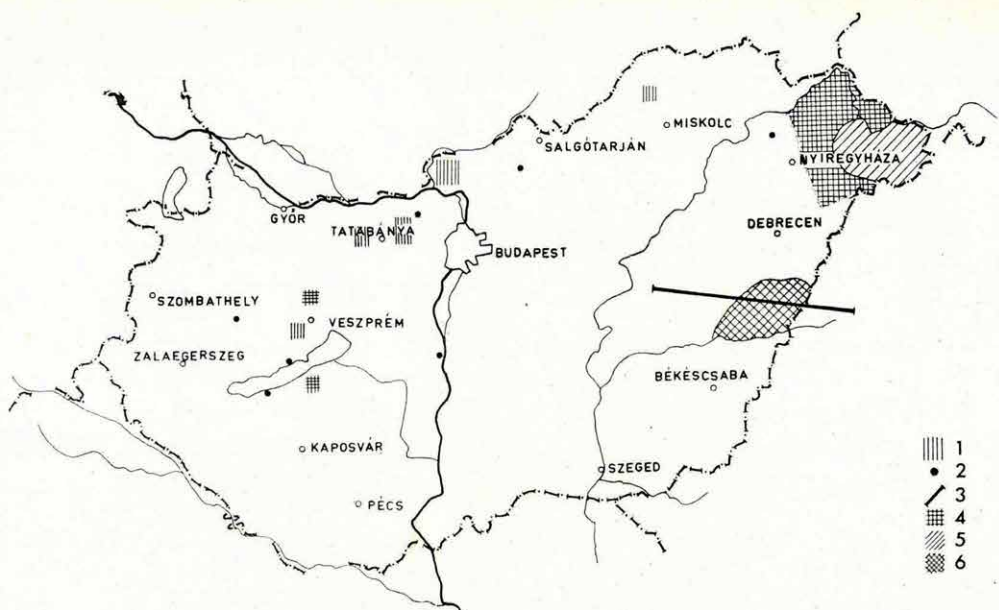 MISKOLC
SALGÓTARJÁN
NYIREGYHÁZA
GYŐR
TATABÁNYA
DEBRECEN
BUDAPEST
SZOMBATHELY
VESZPRÉM
ZALAEGERSZEG
BÉKÉSCSABA
KAPOSVÁR
SZEGED
PÉCS
1
2
3
4
5
6